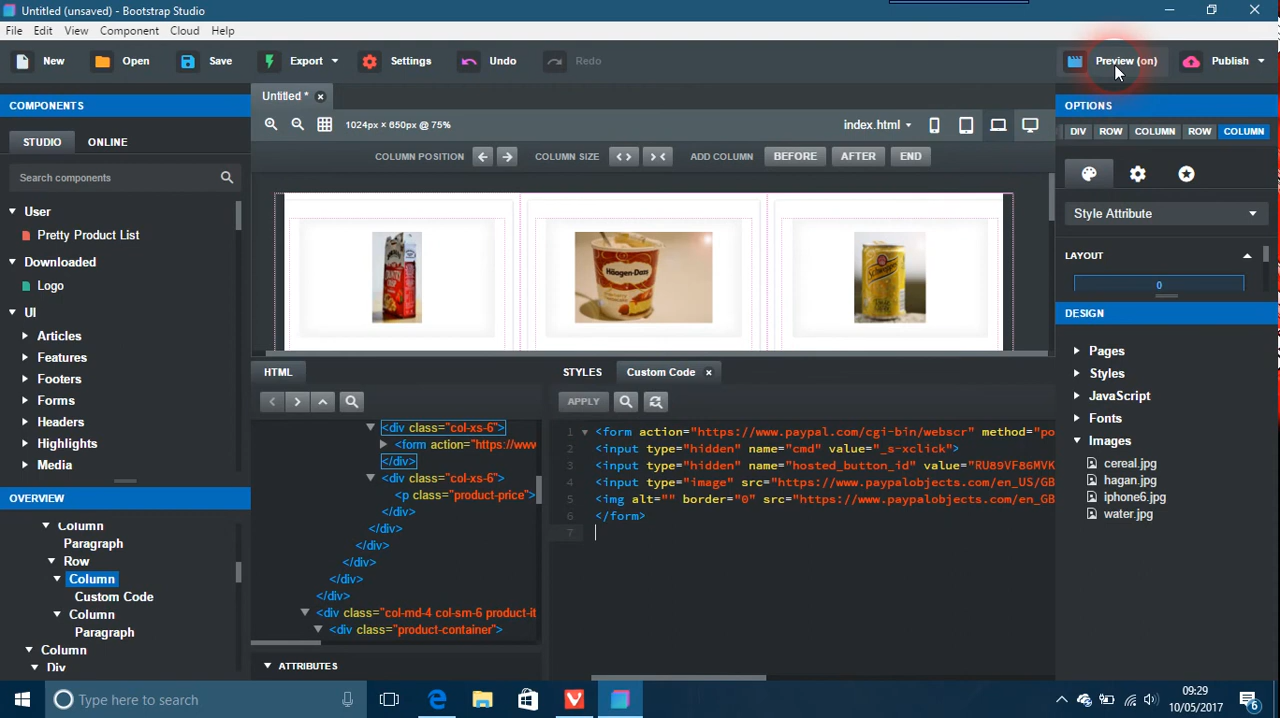 Untitled (unsaved) - Bootstrap Studio
File Edit View Component Cloud Help
New Open Save Export Settings Undo Redo Preview (on) Publish
COMPONENTS
STUDIO ONLINE
Search components
User
Pretty Product List
Downloaded
Logo
UI
Articles
Features
Footers
Forms
Headers
Highlights
Media
OVERVIEW
Column
Paragraph
Row
Column
Custom Code
Column
Paragraph
Column
Div
Untitled *
1024px × 650px @ 75%
index.html
COLUMN POSITION COLUMN SIZE ADD COLUMN BEFORE AFTER END
Häagen-Dazs
HTML
<div class="col-xs-6">
<form action="https://www
</div>
<div class="col-xs-6">
<p class="product-price">
</div>
</div>
</div>
</div>
</div>
</div>
<div class="col-md-4 col-sm-6 product-it
<div class="product-container">
ATTRIBUTES
STYLES Custom Code
APPLY
1 <form action="https://www.paypal.com/cgi-bin/webscr" method="po
2 <input type="hidden" name="cmd" value="_s-xclick">
3 <input type="hidden" name="hosted_button_id" value="RU89VF86MVK
4 <input type="image" src="https://www.paypalobjects.com/en_US/GB
5 <img alt="" border="0" src="https://www.paypalobjects.com/en_GB
6 </form>
7
OPTIONS
DIV ROW COLUMN ROW COLUMN
Style Attribute
LAYOUT
0
DESIGN
Pages
Styles
JavaScript
Fonts
Images
cereal.jpg
hagan.jpg
iphone6.jpg
water.jpg
Type here to search
09:29
10/05/2017
6